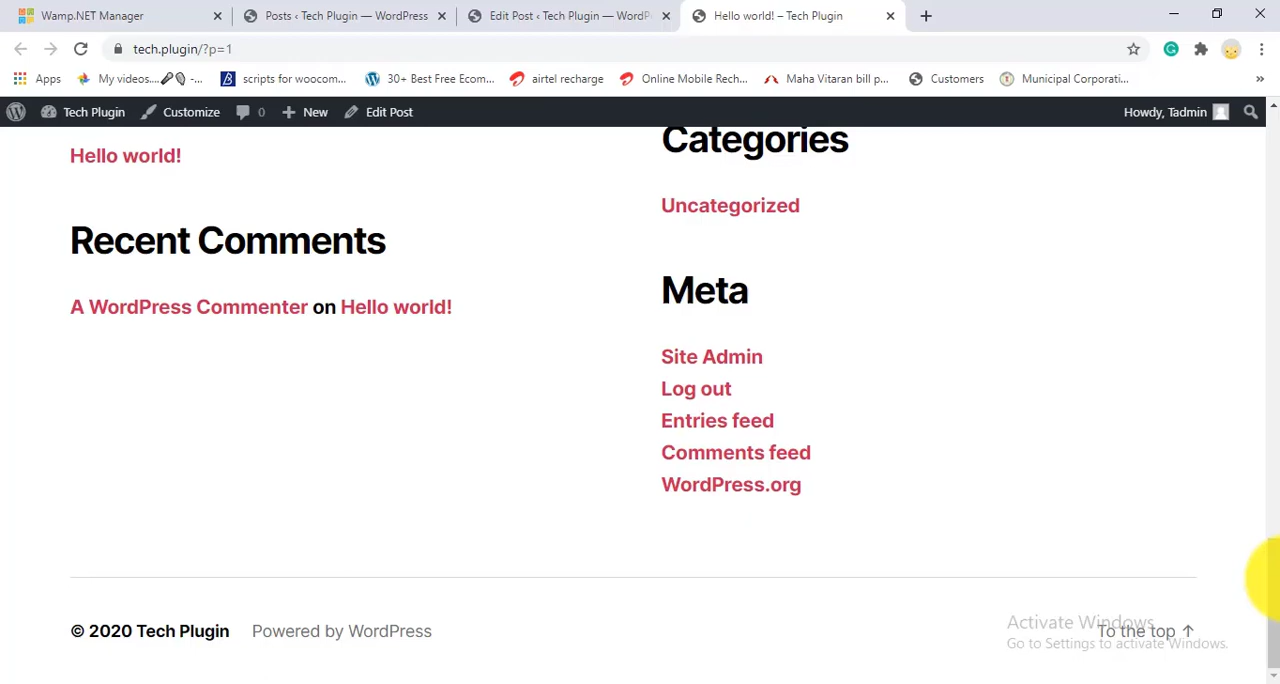 Wamp.NET Manager
Posts ‹ Tech Plugin — WordPress
Edit Post ‹ Tech Plugin — WordP
Hello world! – Tech Plugin
tech.plugin/?p=1
Apps
My videos....🎤🎙 -...
scripts for woocom...
30+ Best Free Ecom...
airtel recharge
Online Mobile Rech...
Maha Vitaran bill p...
Customers
Municipal Corporati...
»
Tech Plugin
Customize
0
New
Edit Post
Howdy, Tadmin
Hello world!
Recent Comments
A WordPress Commenter on Hello world!
Categories
Uncategorized
Meta
Site Admin
Log out
Entries feed
Comments feed
WordPress.org
© 2020 Tech Plugin
Powered by WordPress
To the top ↑
Activate Windows
Go to Settings to activate Windows.